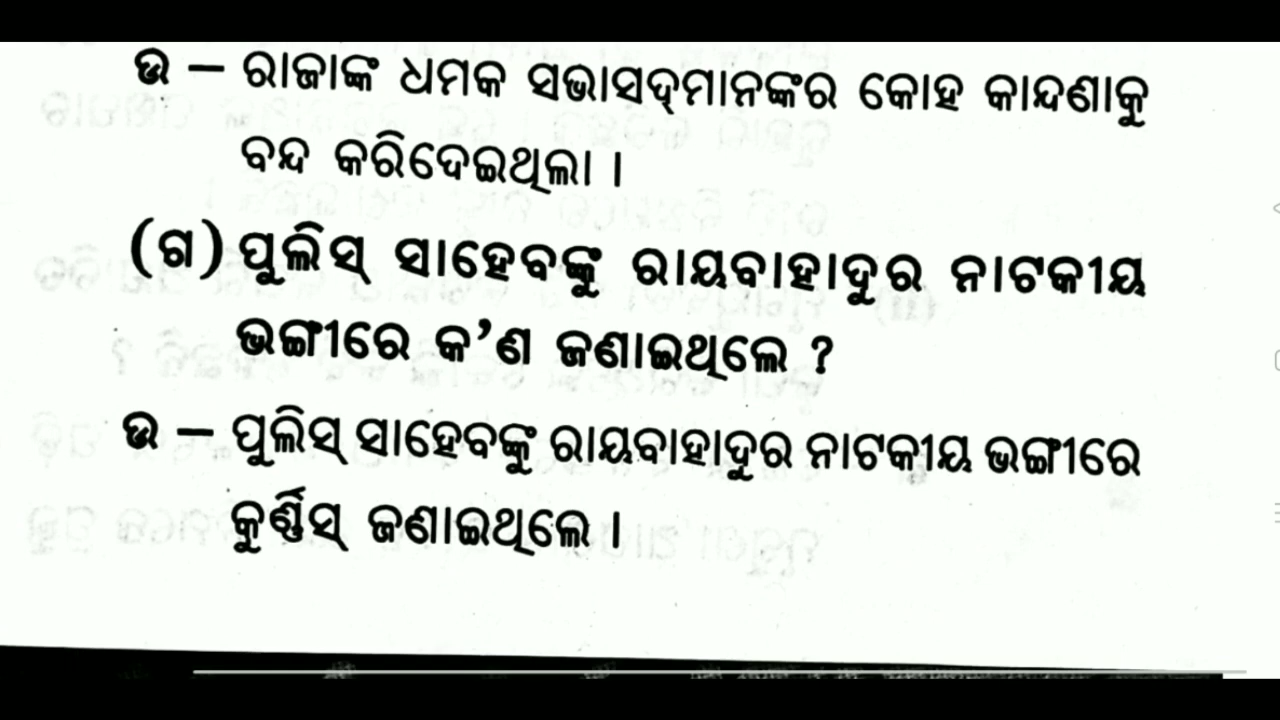 ଉ – ରାଜାଙ୍କ ଧମକ ସଭାସଦ୍‌ମାନଙ୍କର କୋହ କାନ୍ଦଣାକୁ
ବନ୍ଦ କରିଦେଇଥିଲା ।
(ଗ) ପୁଲିସ୍ ସାହେବଙ୍କୁ ରାୟବାହାଦୁର ନାଟକୀୟ
ଭଙ୍ଗୀରେ କ’ଣ ଜଣାଇଥିଲେ ?
ଉ – ପୁଲିସ୍ ସାହେବଙ୍କୁ ରାୟବାହାଦୁର ନାଟକୀୟ ଭଙ୍ଗୀରେ
କୁର୍ଣ୍ଣିସ୍ ଜଣାଇଥିଲେ ।